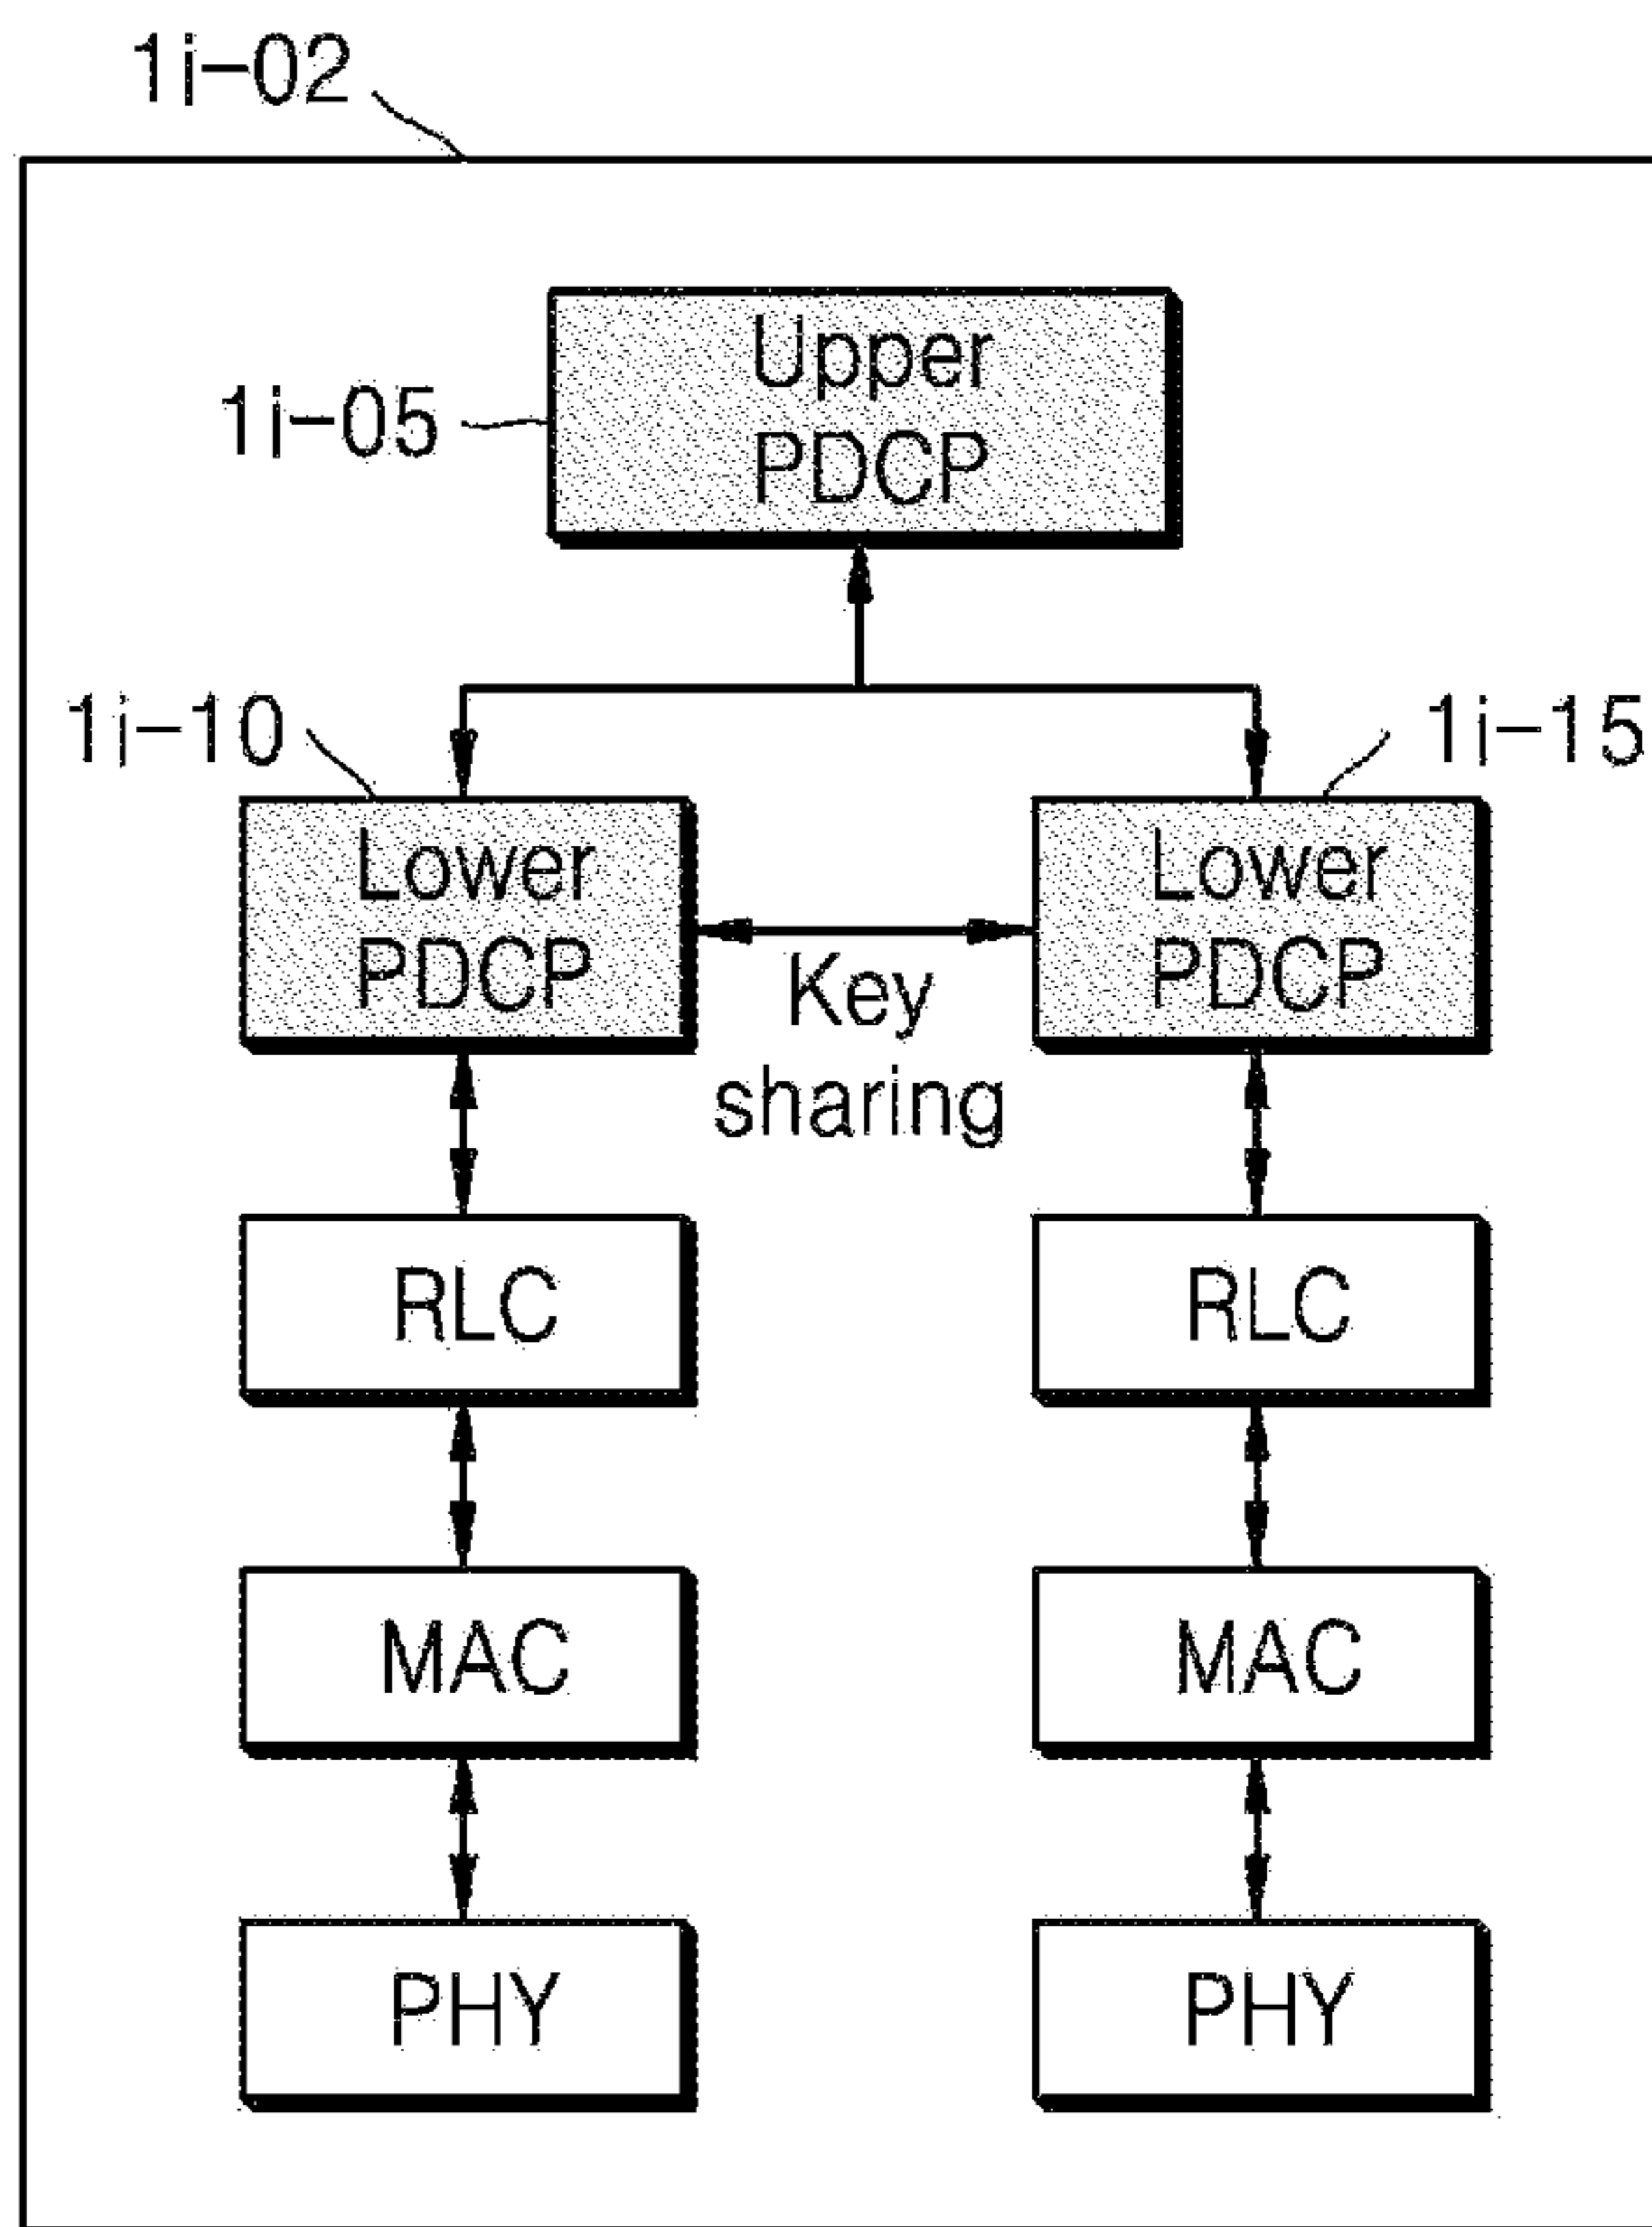 1i-02
Upper
PDCP
1i-05
1i-10
1i-15
Lower
PDCP
Lower
PDCP
Key
sharing
RLC
RLC
MAC
MAC
PHY
PHY